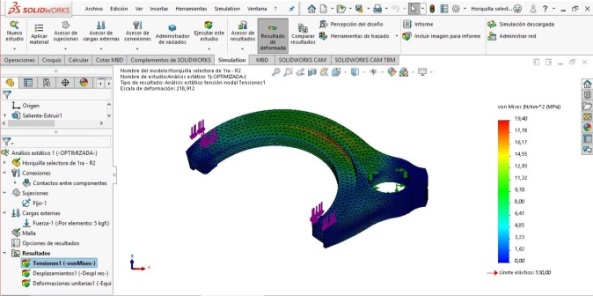 SOLIDWORKS
Archivo Edición Ver Insertar Herramientas Simulation Ventana
Horquilla select...
Nuevo estudio
Aplicar material
Asesor de sujeciones
Asesor de cargas externas
Asesor de conexiones
Administrador de vaciados
Ejecutar este estudio
Asesor de resultados
Resultado de deformada
Comparar resultados
Percepción del diseño
Herramientas de trazado
Informe
Incluir imagen para informe
Simulación descargada
Administrar red
Operaciones Croquis Calcular Cotas MBD Complementos de SOLIDWORKS Simulation MBD SOLIDWORKS CAM SOLIDWORKS CAM TBM
Nombre del modelo:Horquilla selectora de 1ra - R2
Nombre de estudio:Análisis estático 1(-OPTIMIZADA-)
Tipo de resultado: Análisis estático tensión nodal Tensiones1
Escala de deformación: 218,912
Origen
Saliente-Extruir1
Análisis estático 1 (-OPTIMIZADA-)
Horquilla selectora de 1ra - R2
Conexiones
Contactos entre componentes
Sujeciones
Fijo-1
Cargas externas
Fuerza-1 (:Por elemento: 5 kgf:)
Malla
Opciones de resultados
Resultados
Tensiones1 (-vonMises-)
Desplazamientos1 (-Despl res-)
Deformaciones unitarias1 (-Equi
von Mises (N/mm^2 (MPa))
19,40
17,78
16,17
14,55
12,93
11,32
9,70
8,09
6,47
4,85
3,24
1,62
0,00
Límite elástico: 530,00